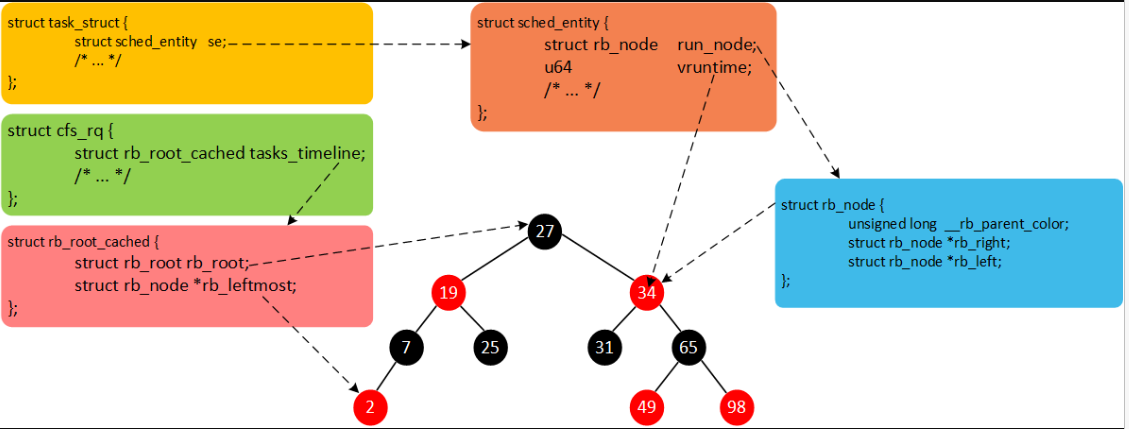 struct task_struct {
struct sched_entity se;
/* ... */
};
struct sched_entity {
struct rb_node run_node;
u64 vruntime;
/* ... */
};
struct cfs_rq {
struct rb_root_cached tasks_timeline;
/* ... */
};
struct rb_root_cached {
struct rb_root rb_root;
struct rb_node *rb_leftmost;
};
struct rb_node {
unsigned long __rb_parent_color;
struct rb_node *rb_right;
struct rb_node *rb_left;
};
27
19 34
7 25 31 65
2 49 98